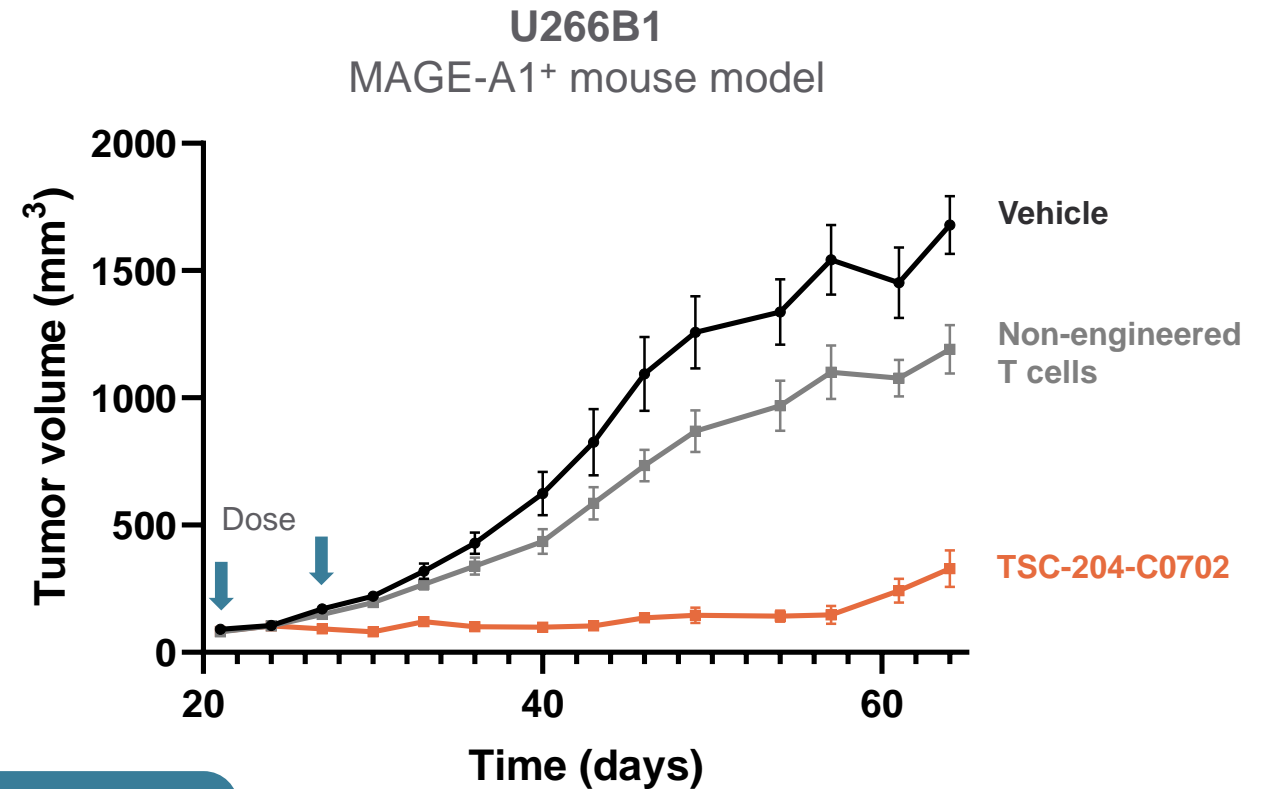 U266B1
MAGE-A1⁺ mouse model
2000
1500
1000
500
0
Tumor volume (mm³)
Dose
Vehicle
Non-engineered
T cells
TSC-204-C0702
20
40
60
Time (days)